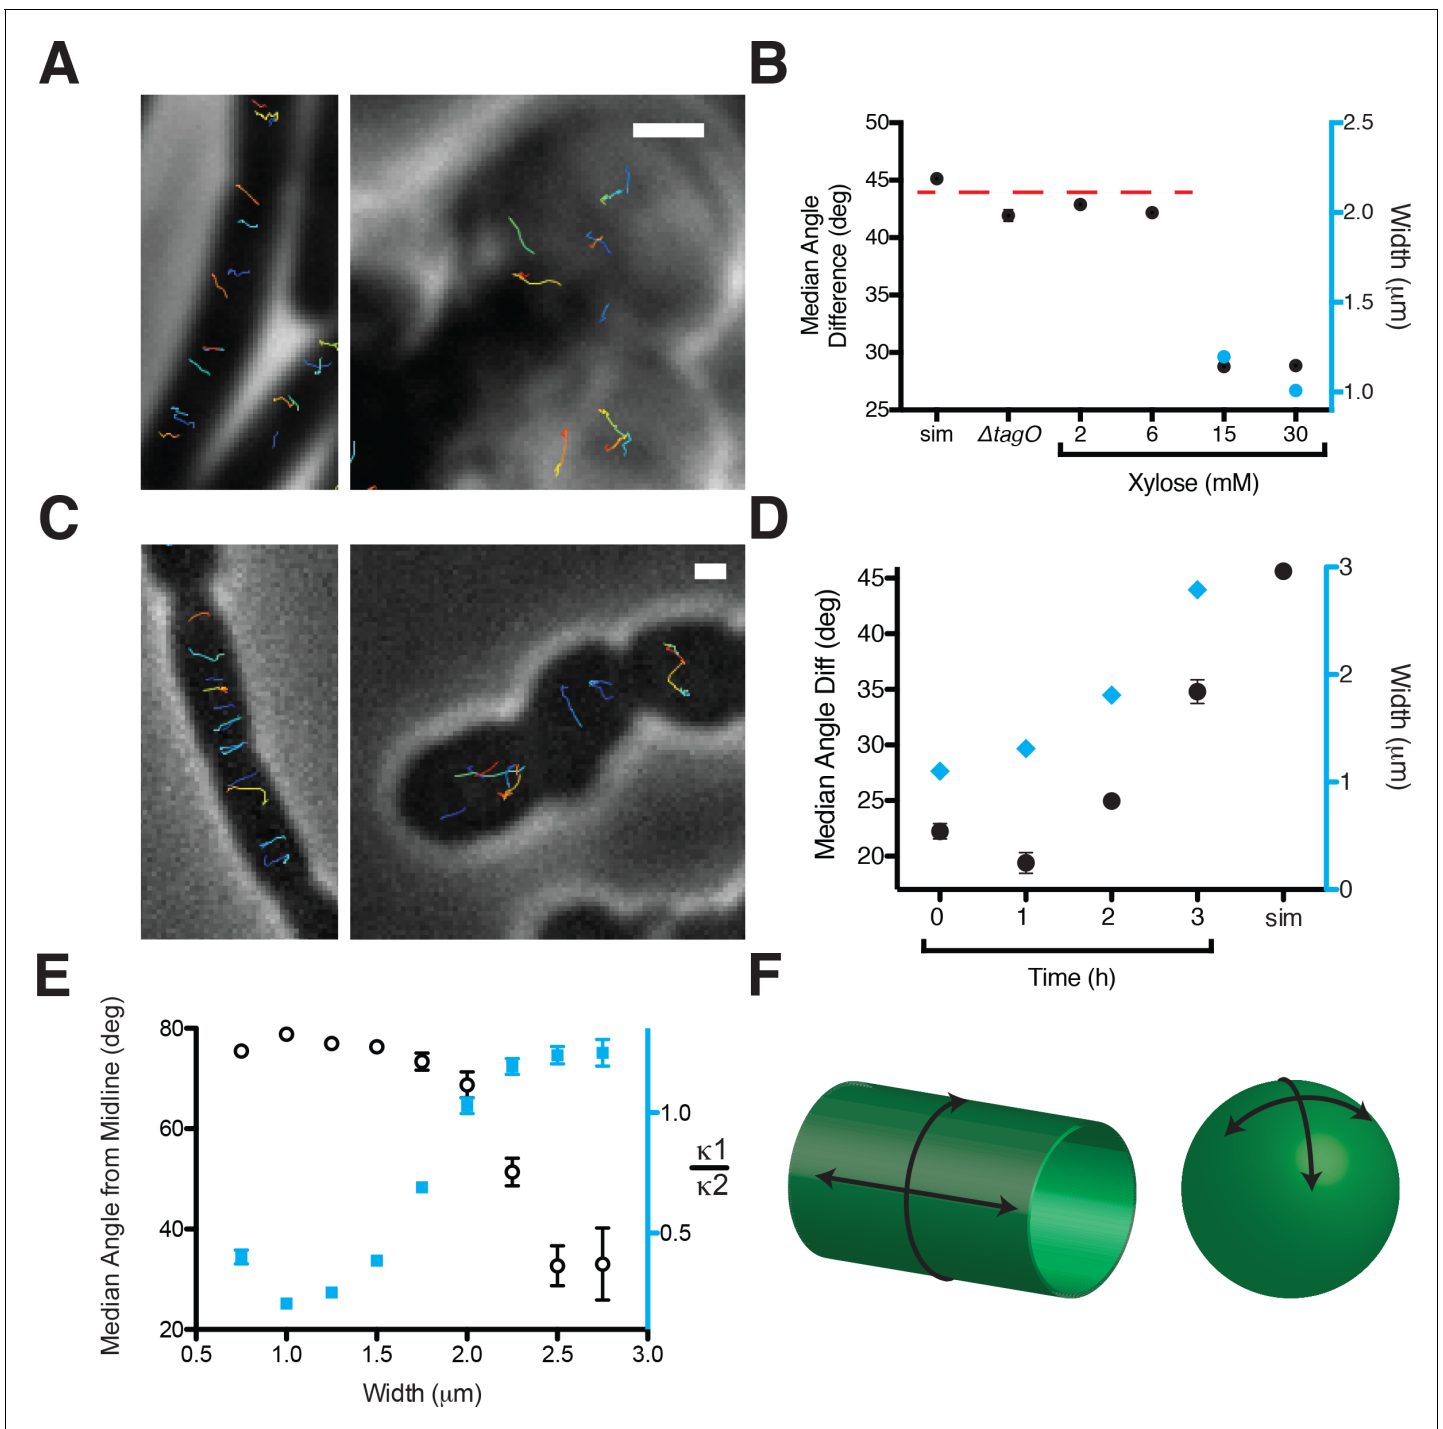 A
B
50
45
40
35
30
25
Median Angle
Difference (deg)
2.5
2.0
1.5
1.0
Width (μm)
sim
ΔtagO
2
6
15
30
Xylose (mM)
C
D
45
40
35
30
25
20
Median Angle Diff (deg)
3
2
1
0
Width (μm)
0
1
2
3
sim
Time (h)
E
80
60
40
20
Median Angle from Midline (deg)
1.0
0.5
κ1
κ2
0.5
1.0
1.5
2.0
2.5
3.0
Width (μm)
F